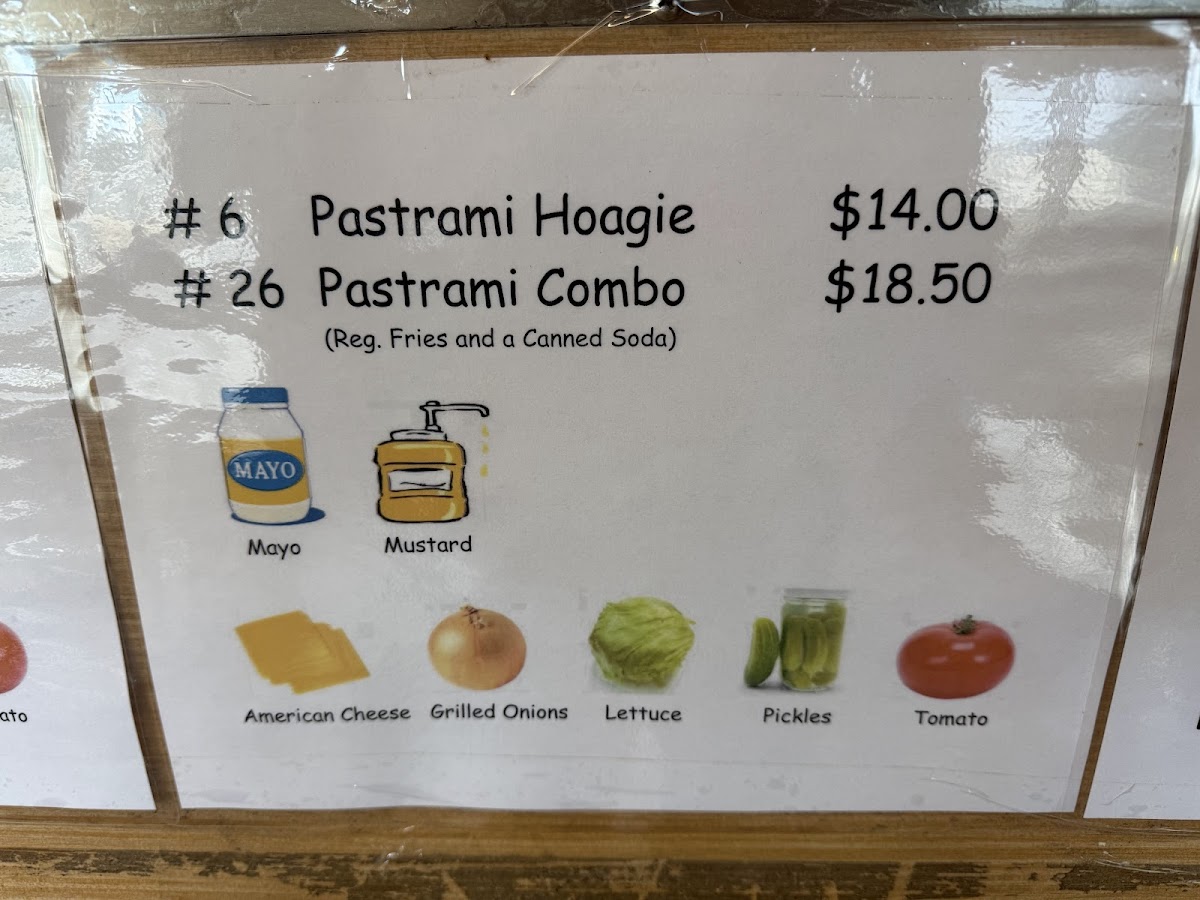 # 6 Pastrami Hoagie $14.00
# 26 Pastrami Combo $18.50
(Reg. Fries and a Canned Soda)
MAYO
Mayo Mustard
American Cheese Grilled Onions Lettuce Pickles Tomato
ato